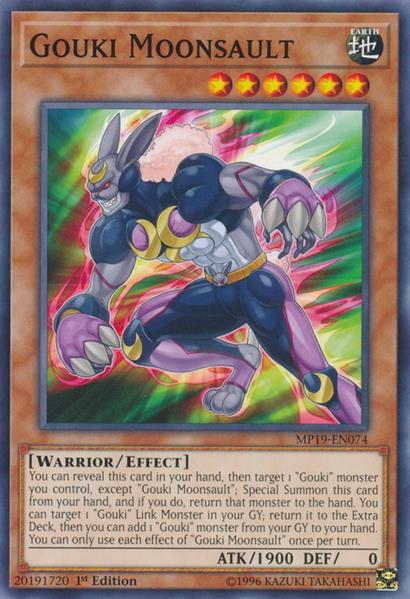 GOUKI MOONSAULT
EARTH
地
MP19-EN074
[WARRIOR/EFFECT]
You can reveal this card in your hand, then target 1 "Gouki" monster
you control, except "Gouki Moonsault"; Special Summon this card
from your hand, and if you do, return that monster to the hand. You
can target 1 "Gouki" Link Monster in your GY; return it to the Extra
Deck, then you can add 1 "Gouki" monster from your GY to your hand.
You can only use each effect of "Gouki Moonsault" once per turn.
ATK/1900 DEF/ 0
20191720 1st Edition ©1996 KAZUKI TAKAHASHI